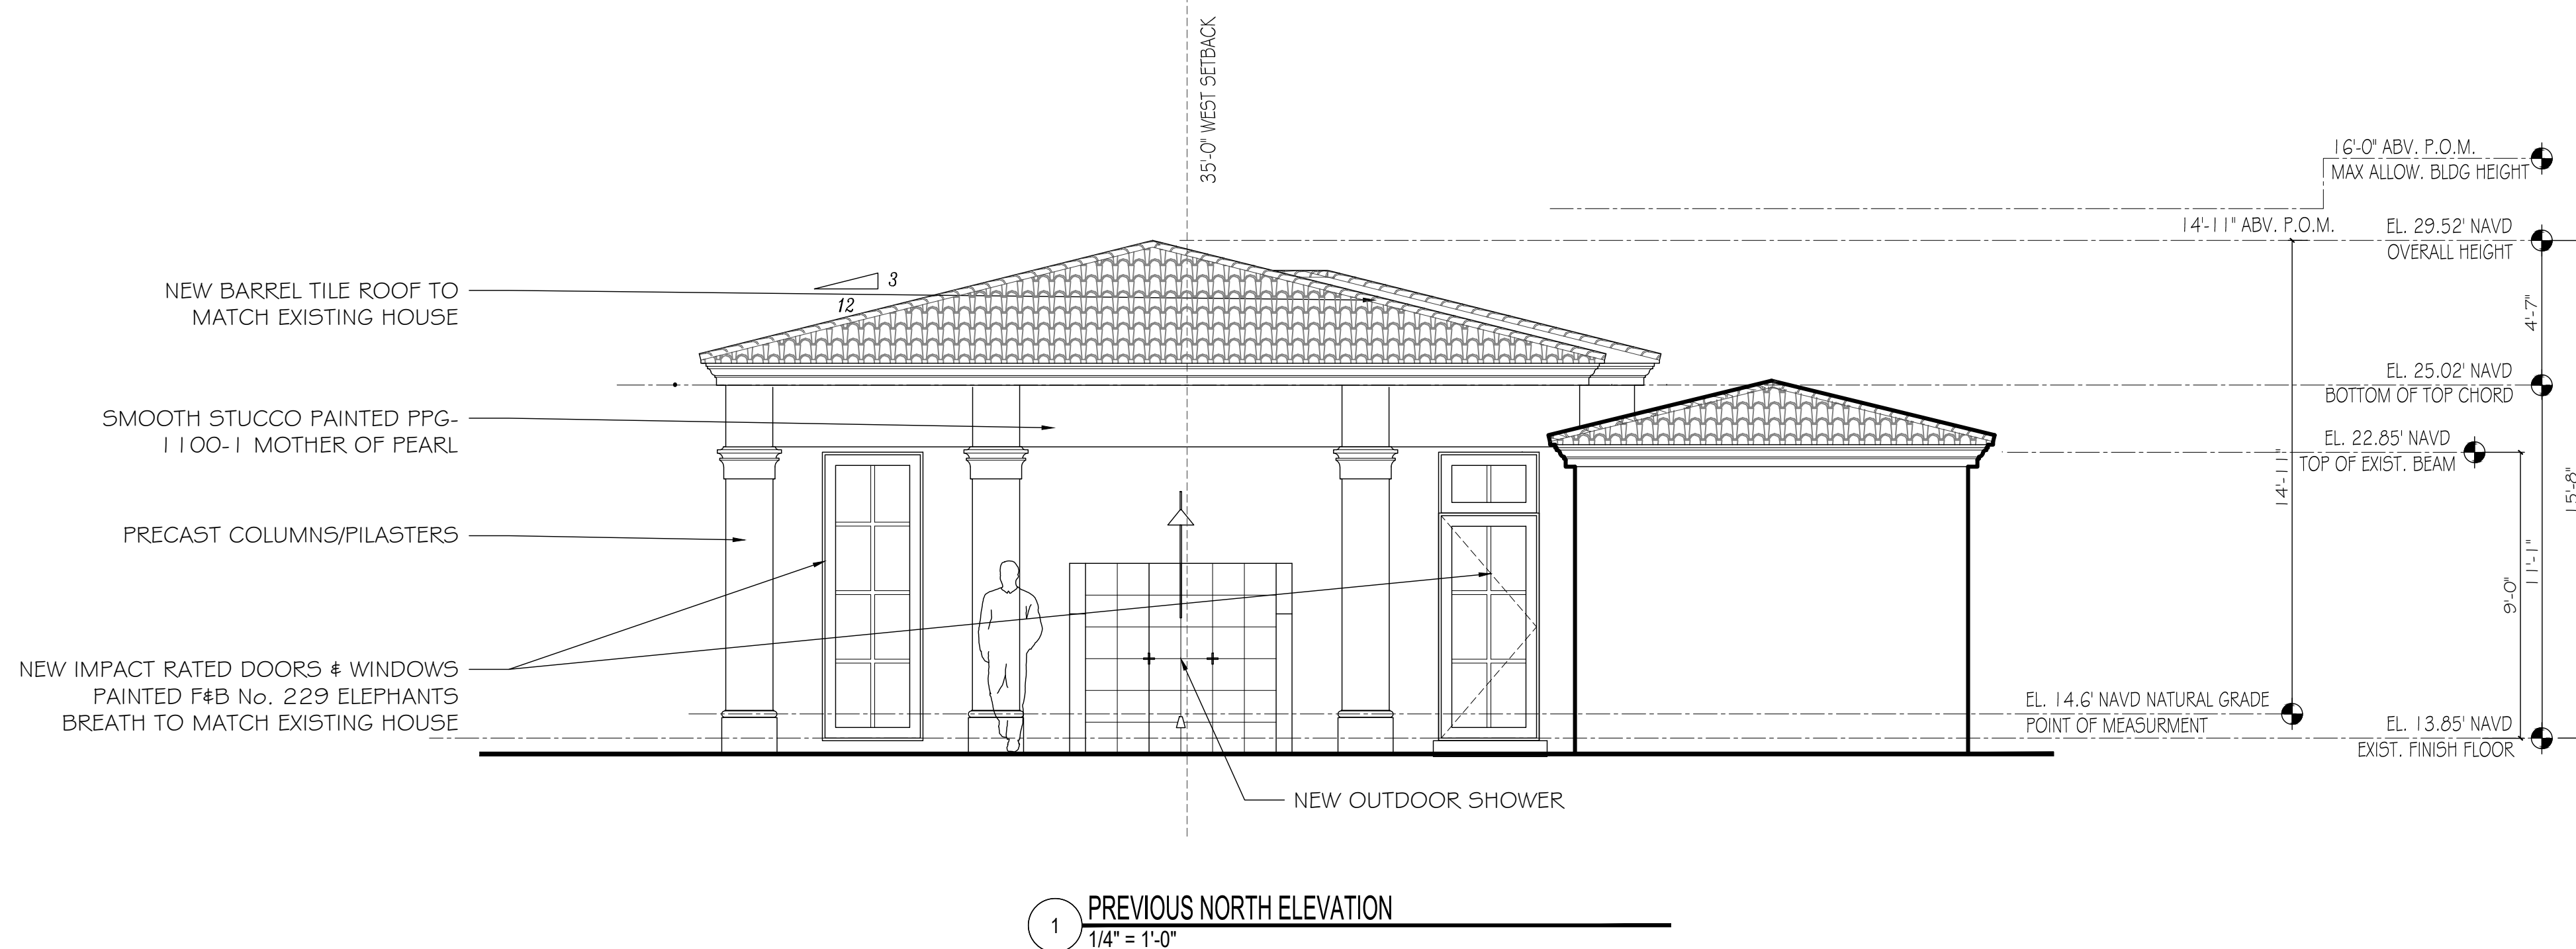 35'-0" WEST SETBACK
16'-0" ABV. P.O.M.
MAX ALLOW. BLDG HEIGHT
14'-11" ABV. P.O.M.
EL. 29.52' NAVD
OVERALL HEIGHT
3
12
NEW BARREL TILE ROOF TO
MATCH EXISTING HOUSE
4'-7"
EL. 25.02' NAVD
BOTTOM OF TOP CHORD
SMOOTH STUCCO PAINTED PPG-
1100-1 MOTHER OF PEARL
EL. 22.85' NAVD
TOP OF EXIST. BEAM
14'-11"
15'-8"
PRECAST COLUMNS/PILASTERS
11'-1"
9'-0"
NEW IMPACT RATED DOORS & WINDOWS
PAINTED F&B No. 229 ELEPHANTS
BREATH TO MATCH EXISTING HOUSE
EL. 14.6' NAVD NATURAL GRADE
POINT OF MEASURMENT
EL. 13.85' NAVD
EXIST. FINISH FLOOR
NEW OUTDOOR SHOWER
1
PREVIOUS NORTH ELEVATION
1/4" = 1'-0"